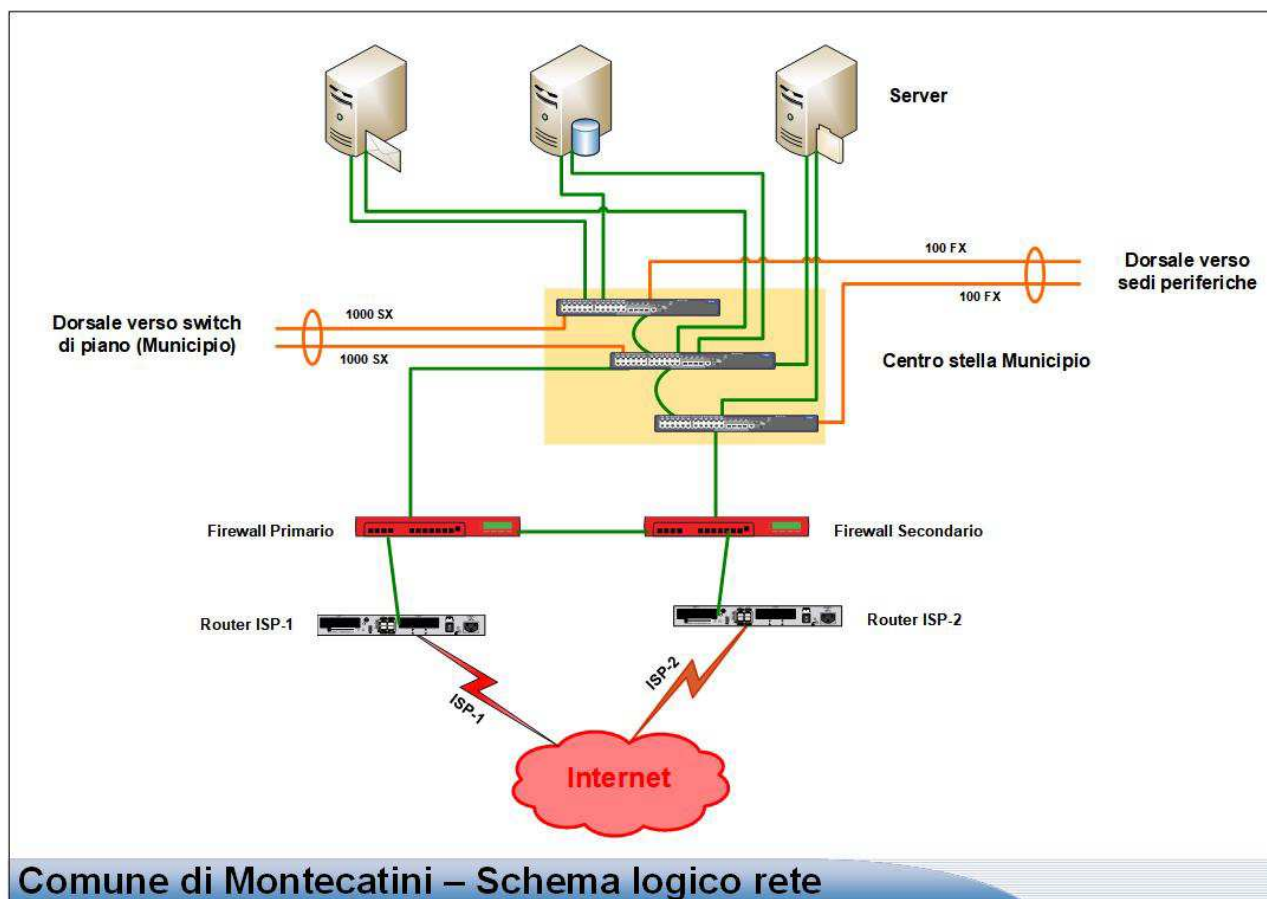 Server
100 FX
Dorsale verso
sedi periferiche
100 FX
1000 SX
Dorsale verso switch
di piano (Municipio)
1000 SX
Centro stella Municipio
Firewall Primario
Firewall Secondario
Router ISP-1
Router ISP-2
ISP-1
ISP-2
Internet
Comune di Montecatini – Schema logico rete